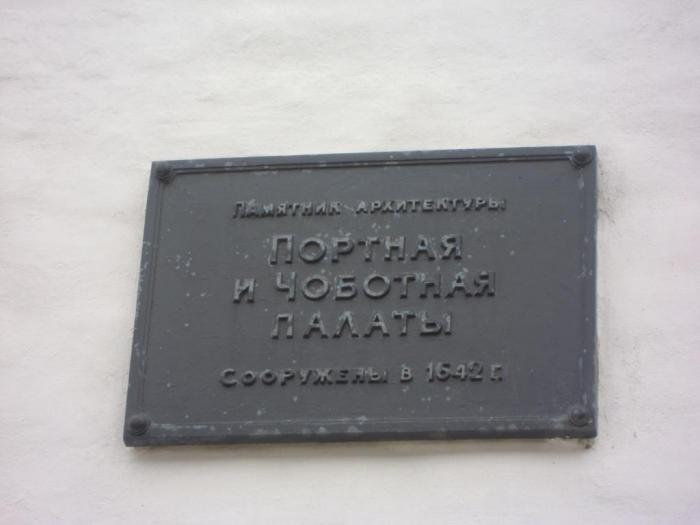 Памятник архитектуры
Портная
и Чоботная
палаты
Сооружены в 1642 г.